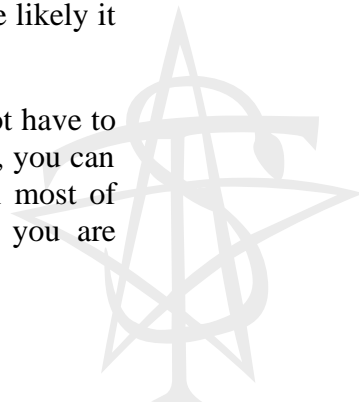 e likely it
ot have to
, you can
most of
you are